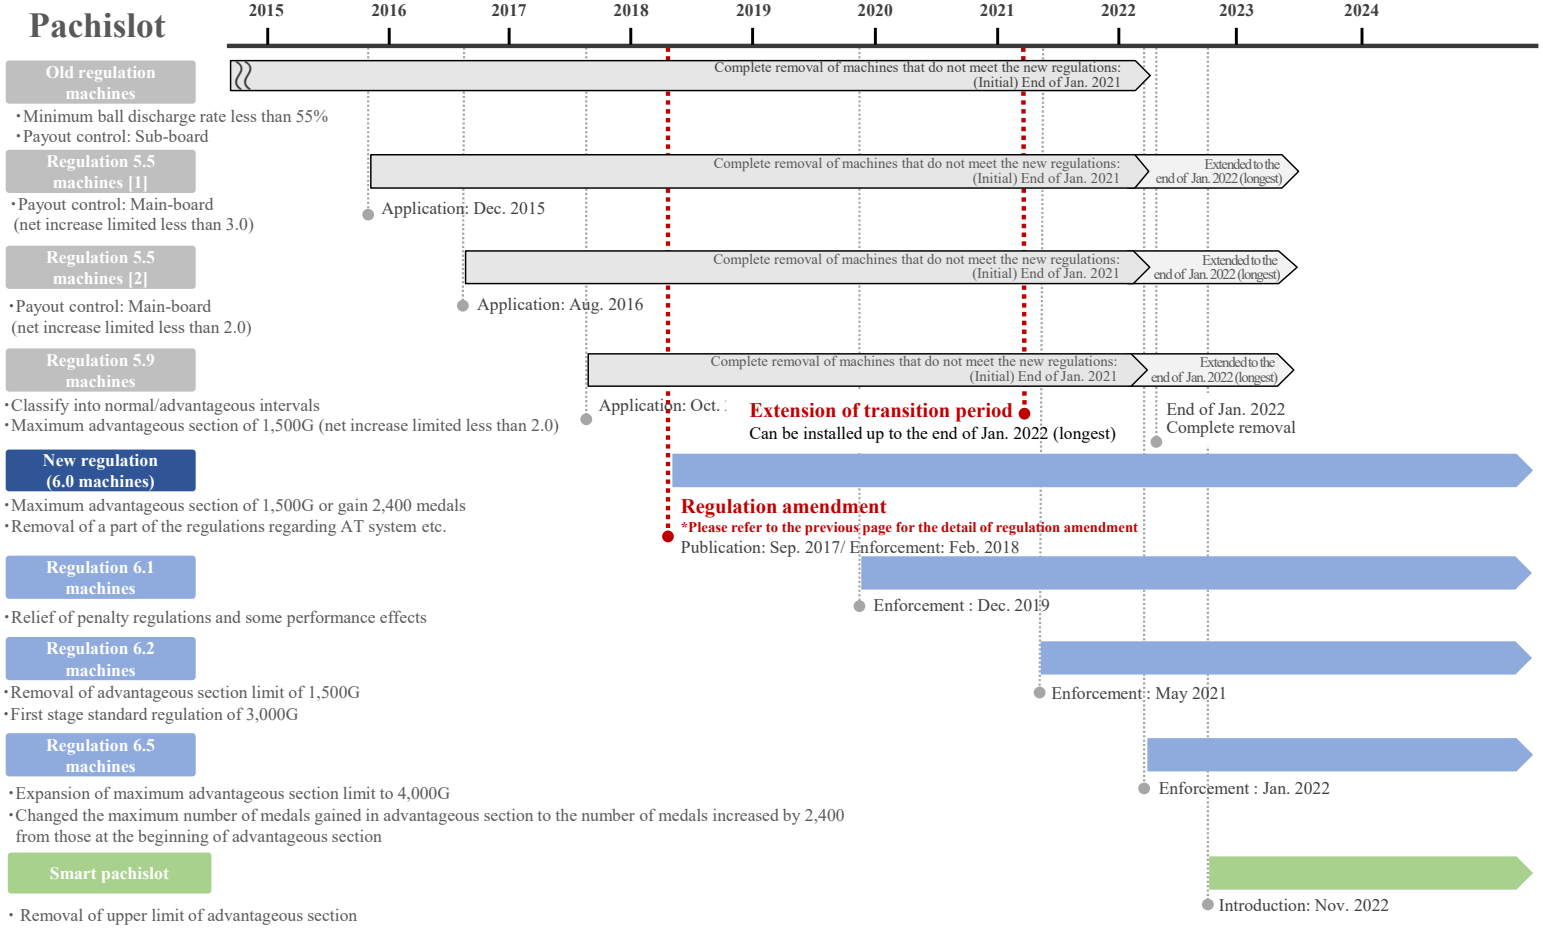 Pachislot
2015 2016 2017 2018 2019 2020 2021 2022 2023 2024
Old regulation
machines
Complete removal of machines that do not meet the new regulations:
(Initial) End of Jan. 2021
・Minimum ball discharge rate less than 55%
・Payout control: Sub-board
Regulation 5.5
machines [1]
Complete removal of machines that do not meet the new regulations:
(Initial) End of Jan. 2021
Extended to the
end of Jan. 2022 (longest)
・Payout control: Main-board
(net increase limited less than 3.0)
Application: Dec. 2015
Regulation 5.5
machines [2]
Complete removal of machines that do not meet the new regulations:
(Initial) End of Jan. 2021
Extended to the
end of Jan. 2022 (longest)
・Payout control: Main-board
(net increase limited less than 2.0)
Application: Aug. 2016
Regulation 5.9
machines
Complete removal of machines that do not meet the new regulations:
(Initial) End of Jan. 2021
Extended to the
end of Jan. 2022 (longest)
・Classify into normal/advantageous intervals
・Maximum advantageous section of 1,500G (net increase limited less than 2.0)
Application: Oct.
Extension of transition period
Can be installed up to the end of Jan. 2022 (longest)
End of Jan. 2022
Complete removal
New regulation
(6.0 machines)
・Maximum advantageous section of 1,500G or gain 2,400 medals
・Removal of a part of the regulations regarding AT system etc.
Regulation amendment
*Please refer to the previous page for the detail of regulation amendment
Publication: Sep. 2017/ Enforcement: Feb. 2018
Regulation 6.1
machines
Enforcement : Dec. 2019
・Relief of penalty regulations and some performance effects
Regulation 6.2
machines
・Removal of advantageous section limit of 1,500G
・First stage standard regulation of 3,000G
Enforcement : May 2021
Regulation 6.5
machines
Enforcement : Jan. 2022
・Expansion of maximum advantageous section limit to 4,000G
・Changed the maximum number of medals gained in advantageous section to the number of medals increased by 2,400
from those at the beginning of advantageous section
Smart pachislot
Introduction: Nov. 2022
・ Removal of upper limit of advantageous section